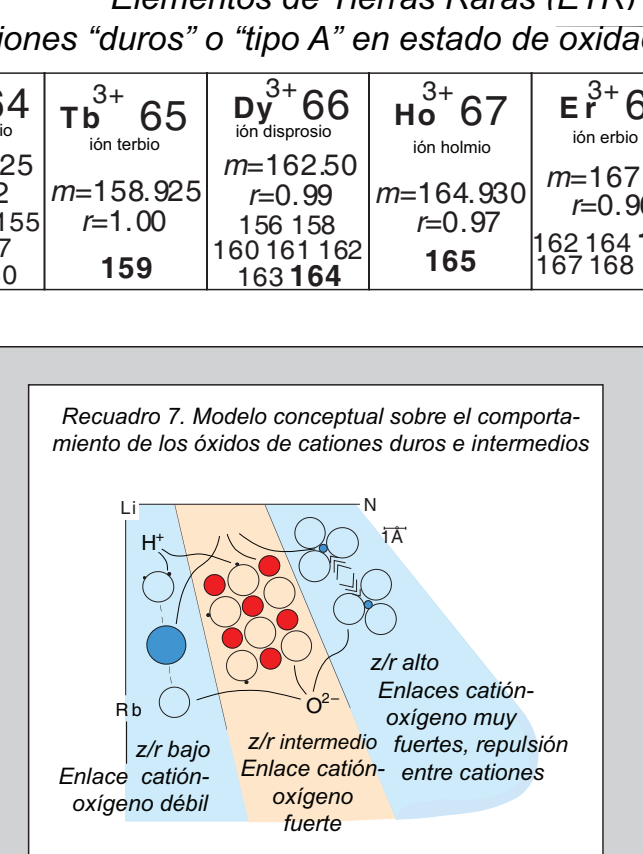 Elementos de Tierras Raras (ETR)
iones “duros” o “tipo A” en estado de oxida
64
io
25
2
155
7
0
Tb3+ 65
ión terbio
m=158.925
r=1.00
159
Dy3+ 66
ión disprosio
m=162.50
r=0.99
156 158
160 161 162
163 164
Ho3+ 67
ión holmio
m=164.930
r=0.97
165
Er3+ 6
ión erbio
m=167
r=0.9
162 164 1
167 168
Recuadro 7. Modelo conceptual sobre el comporta-
miento de los óxidos de cationes duros e intermedios
Li
N
1Å
H+
Rb
O2–
z/r bajo
Enlace catión-
oxígeno débil
z/r intermedio
Enlace catión-
oxígeno
fuerte
z/r alto
Enlaces catión-
oxígeno muy
fuertes, repulsión
entre cationes